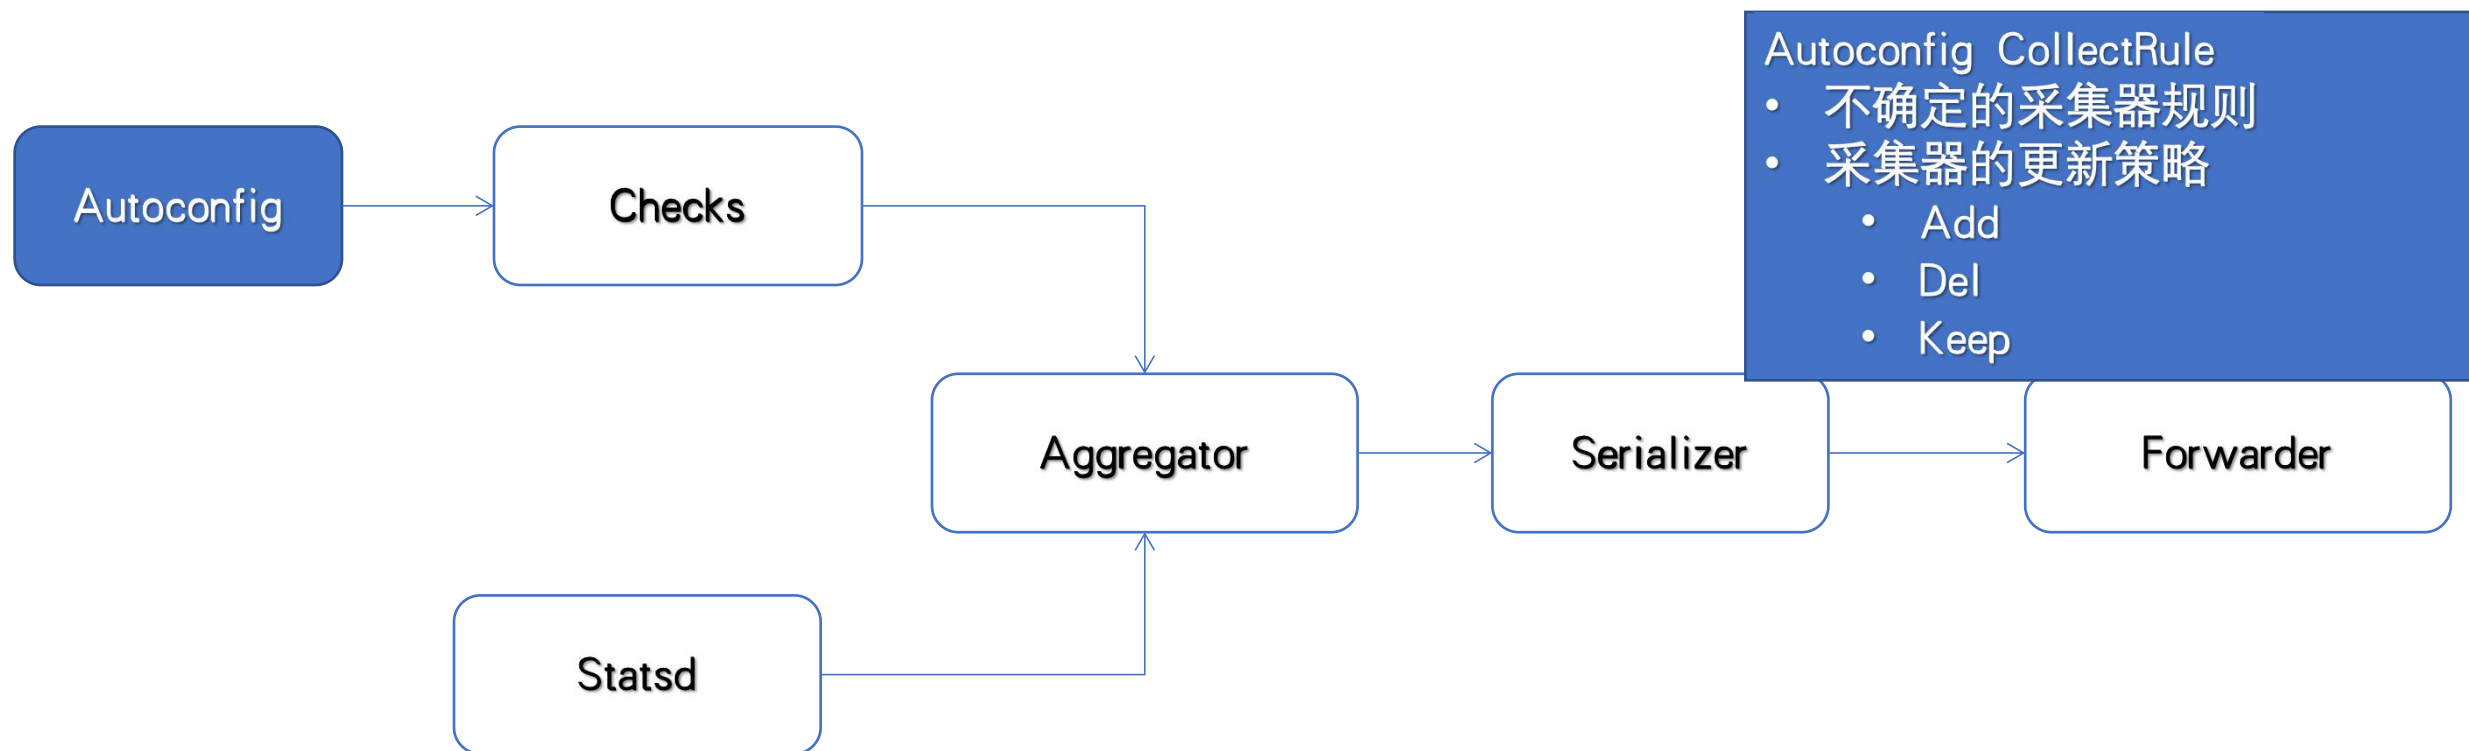 Autoconfig CollectRule
• 不确定的采集器规则
• 采集器的更新策略
• Add
• Del
• Keep
Autoconfig
Checks
Aggregator
Serializer
Forwarder
Statsd